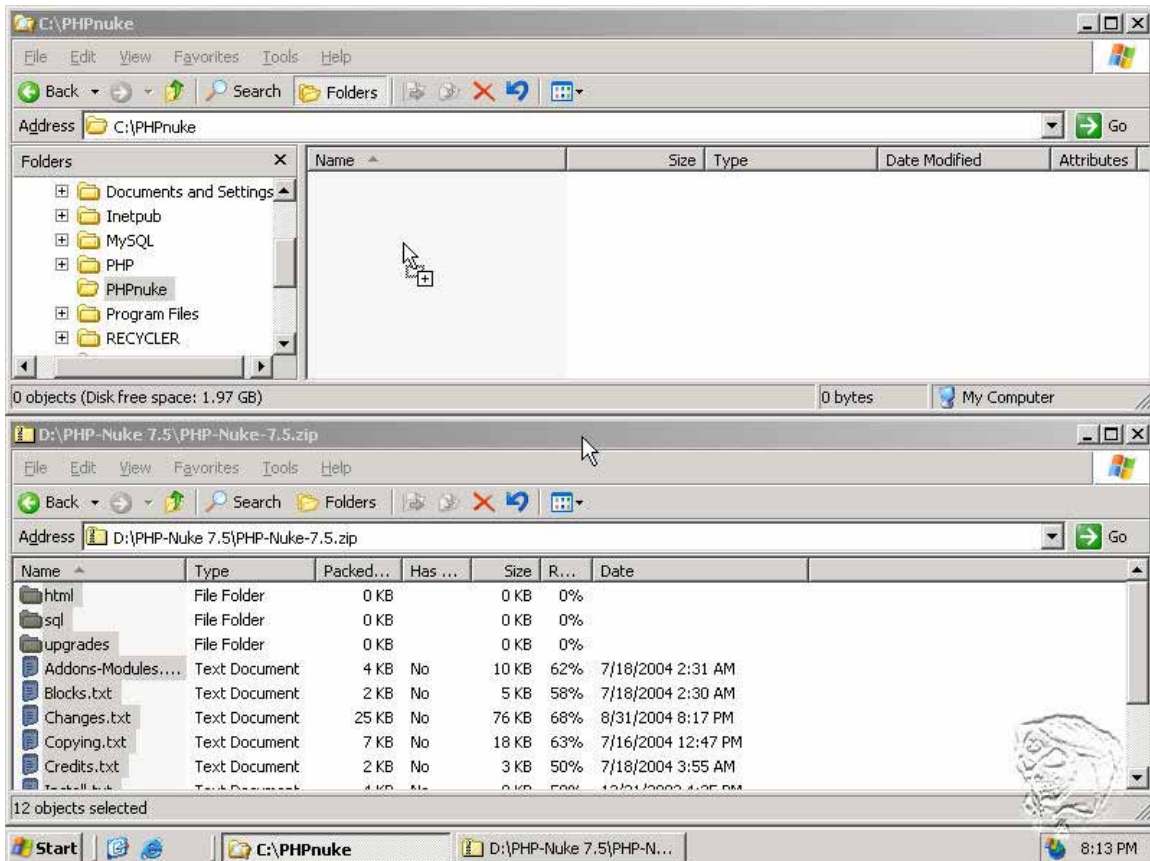 C:\PHPnuke
File Edit View Favorites Tools Help
Back Search Folders
Address C:\PHPnuke Go
Folders Name Size Type Date Modified Attributes
Documents and Settings
Inetpub
MySQL
PHP
PHPnuke
Program Files
RECYCLER
0 objects (Disk free space: 1.97 GB) 0 bytes My Computer
D:\PHP-Nuke 7.5\PHP-Nuke-7.5.zip
File Edit View Favorites Tools Help
Back Search Folders
Address D:\PHP-Nuke 7.5\PHP-Nuke-7.5.zip Go
Name Type Packed... Has ... Size R... Date
html File Folder 0 KB 0 KB 0%
sql File Folder 0 KB 0 KB 0%
upgrades File Folder 0 KB 0 KB 0%
Addons-Modules.... Text Document 4 KB No 10 KB 62% 7/18/2004 2:31 AM
Blocks.txt Text Document 2 KB No 5 KB 58% 7/18/2004 2:30 AM
Changes.txt Text Document 25 KB No 76 KB 68% 8/31/2004 8:17 PM
Copying.txt Text Document 7 KB No 18 KB 63% 7/16/2004 12:47 PM
Credits.txt Text Document 2 KB No 3 KB 50% 7/18/2004 3:55 AM
12 objects selected
Start C:\PHPnuke D:\PHP-Nuke 7.5\PHP-N... 8:13 PM